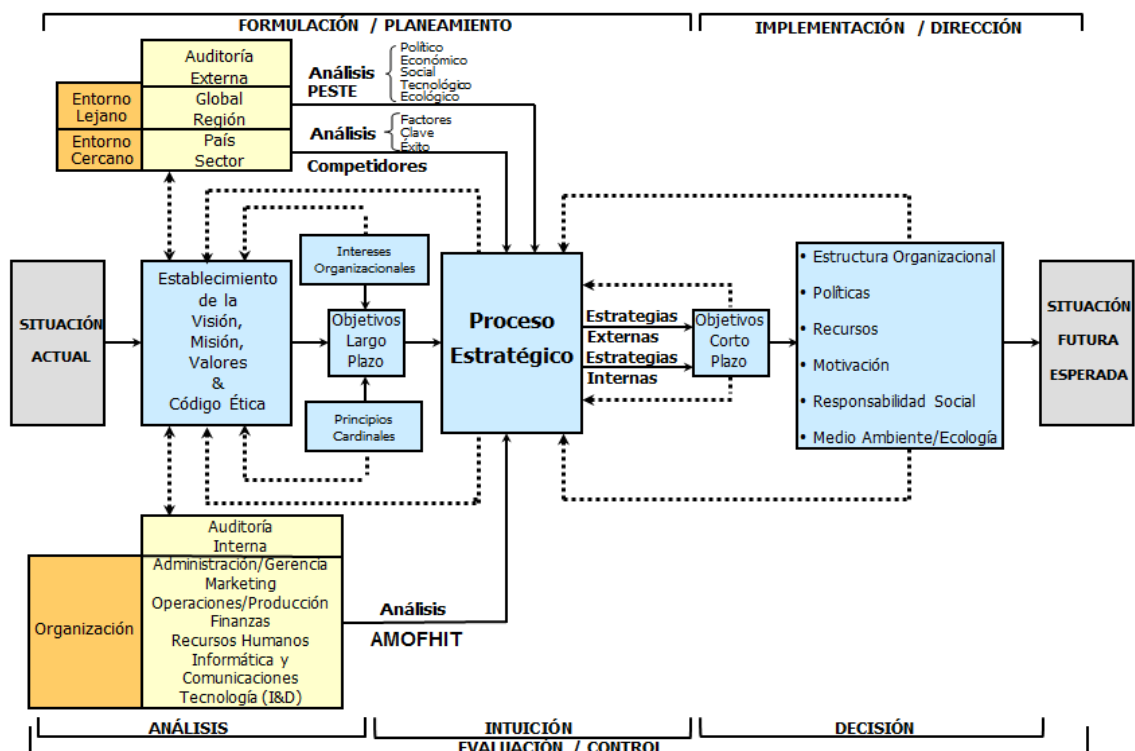 FORMULACIÓN / PLANEAMIENTO
IMPLEMENTACIÓN / DIRECCIÓN
Auditoría
Externa
Entorno
Lejano
Global
Región
Entorno
Cercano
País
Sector
Análisis
PESTE
Político
Económico
Social
Tecnológico
Ecológico
Análisis
Competidores
Factores
Clave
Éxito
SITUACIÓN
ACTUAL
Establecimiento
de la
Visión,
Misión,
Valores
&
Código Ética
Intereses
Organizacionales
Objetivos
Largo
Plazo
Principios
Cardinales
Proceso
Estratégico
Estrategias
Externas
Estrategias
Internas
Objetivos
Corto
Plazo
• Estructura Organizacional
• Políticas
• Recursos
• Motivación
• Responsabilidad Social
• Medio Ambiente/Ecología
SITUACIÓN
FUTURA
ESPERADA
Auditoría
Interna
Organización
Administración/Gerencia
Marketing
Operaciones/Producción
Finanzas
Recursos Humanos
Informática y
Comunicaciones
Tecnología (I&D)
Análisis
AMOFHIT
ANÁLISIS
INTUICIÓN
DECISIÓN
EVALUACIÓN / CONTROL